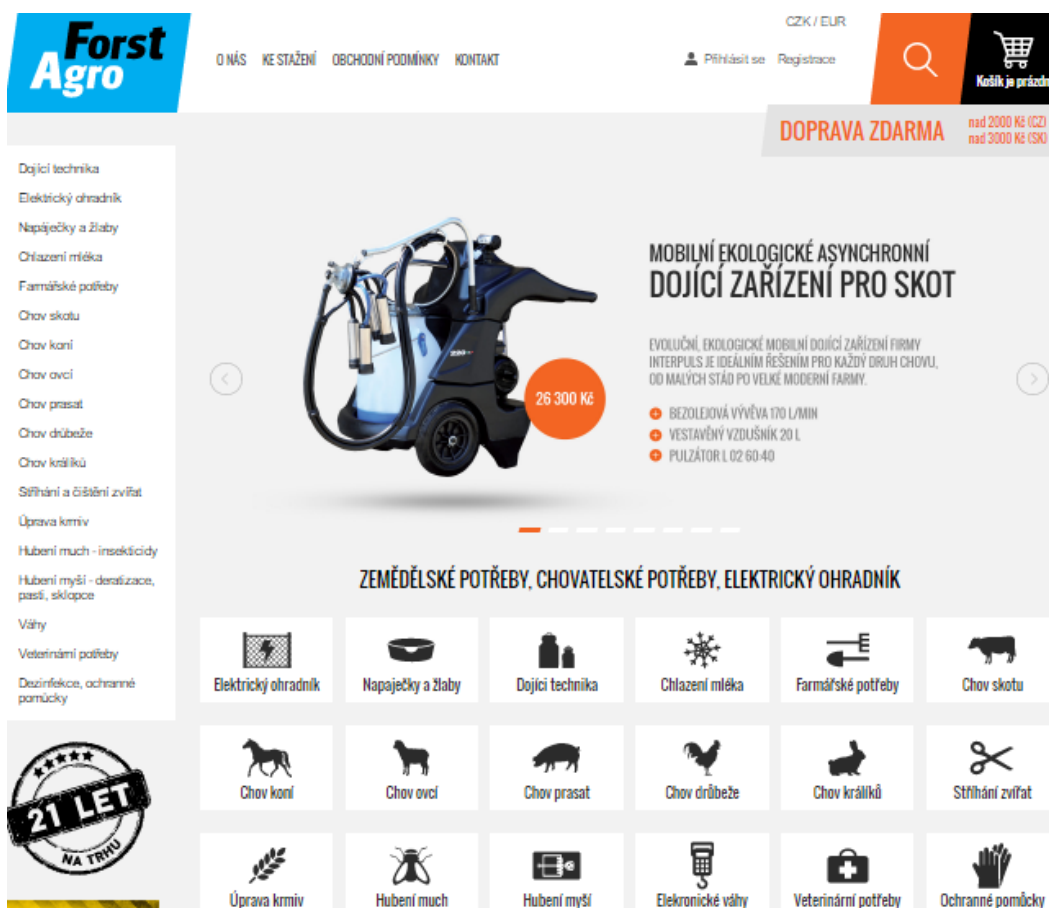 Forst
Agro
O NÁS KE STAŽENÍ OBCHODNÍ PODMÍNKY KONTAKT
CZK / EUR
Přihlásit se Registrace
Košík je prázdn
DOPRAVA ZDARMA
nad 2000 Kč (CZ)
nad 3000 Kč (SK)
Dojící technika
Elektrický ohradník
Napáječky a žlaby
Chlazení mléka
Farmářské potřeby
Chov skotu
Chov koní
Chov ovcí
Chov prasat
Chov drůbeže
Chov králíků
Stříhání a čištění zvířat
Úprava krmiv
Hubení much - insekticidy
Hubení myší - deratizace,
pasti, sklopce
Váhy
Veterinární potřeby
Dezinfekce, ochranné
pomůcky
21 LET
NA TRHU
MOBILNÍ EKOLOGICKÉ ASYNCHRONNÍ
DOJÍCÍ ZAŘÍZENÍ PRO SKOT
EVOLUČNÍ, EKOLOGICKÉ MOBILNÍ DOJÍCÍ ZAŘÍZENÍ FIRMY
INTERPULS JE IDEÁLNÍM ŘEŠENÍM PRO KAŽDÝ DRUH CHOVU,
OD MALÝCH STÁD PO VELKÉ MODERNÍ FARMY.
26 300 Kč
BEZOLEJOVÁ VÝVĚVA 170 L/MIN
VESTAVĚNÝ VZDUŠNÍK 20 L
PULZÁTOR L 02 60:40
ZEMĚDĚLSKÉ POTŘEBY, CHOVATELSKÉ POTŘEBY, ELEKTRICKÝ OHRADNÍK
Elektrický ohradník Napaječky a žlaby Dojící technika Chlazení mléka Farmářské potřeby Chov skotu
Chov koní Chov ovcí Chov prasat Chov drůbeže Chov králíků Stříhání zvířat
Úprava krmiv Hubení much Hubení myší Elekronické váhy Veterinární potřeby Ochranné pomůcky